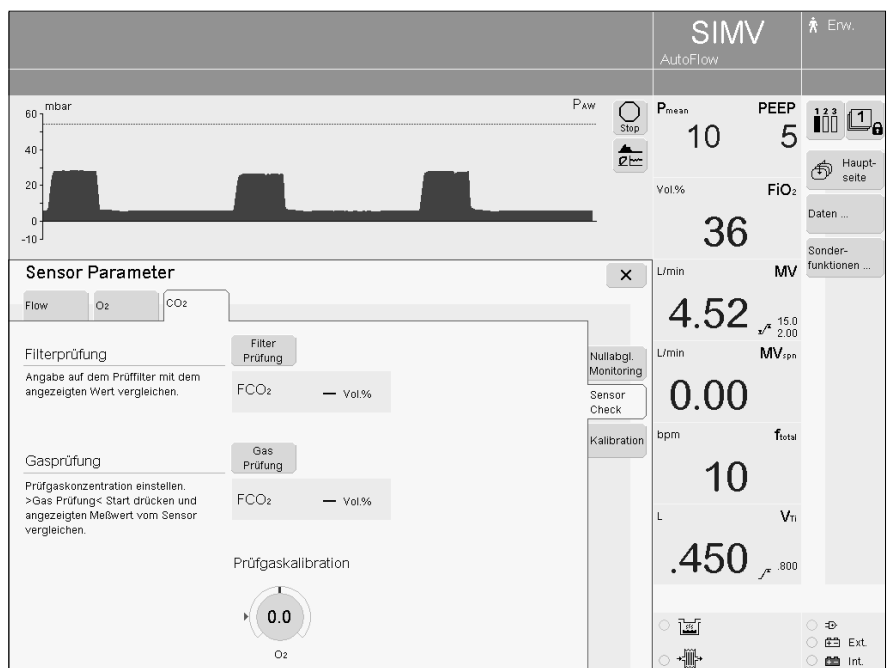 SIMV
AutoFlow
Erw.
mbar
PAW
60
40
20
0
-10
Stop
Pmean PEEP
10 5
Vol.% FiO2
36
L/min MV
4.52
15.0
2.00
L/min MVspn
0.00
bpm ftotal
10
L VTi
.450
.800
1 2 3
1
Haupt-
seite
Daten ...
Sonder-
funktionen ...
Sensor Parameter
Flow
O2
CO2
Filterprüfung
Angabe auf dem Prüffilter mit dem
angezeigten Wert vergleichen.
Filter
Prüfung
FCO2 – Vol.%
Gasprüfung
Prüfgaskonzentration einstellen.
>Gas Prüfung< Start drücken und
angezeigten Meßwert vom Sensor
vergleichen.
Gas
Prüfung
FCO2 – Vol.%
Prüfgaskalibration
0.0
O2
Nullabgl.
Monitoring
Sensor
Check
Kalibration
Ext.
Int.